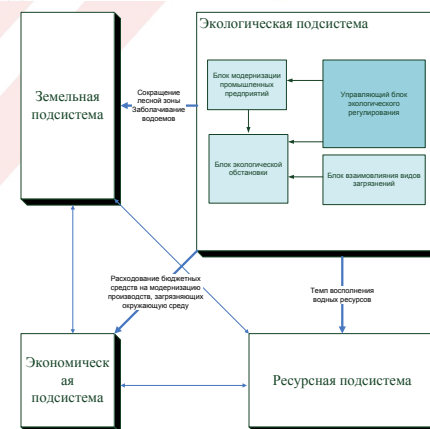 Экологическая подсистема
Земельная
подсистема
Сокращение
лесной зоны
Заболачивание
водоемов
Блок модернизации
промышленных
предприятий
Управляющий блок
экологического
регулирования
Блок экологической
обстановки
Блок взаимовлияния видов
загрязнений
Расходование бюджетных
средств на модернизацию
производств, загрязняющих
окружающую среду
Темп восполнения
водных ресурсов
Экономическ
ая
подсистема
Ресурсная подсистема